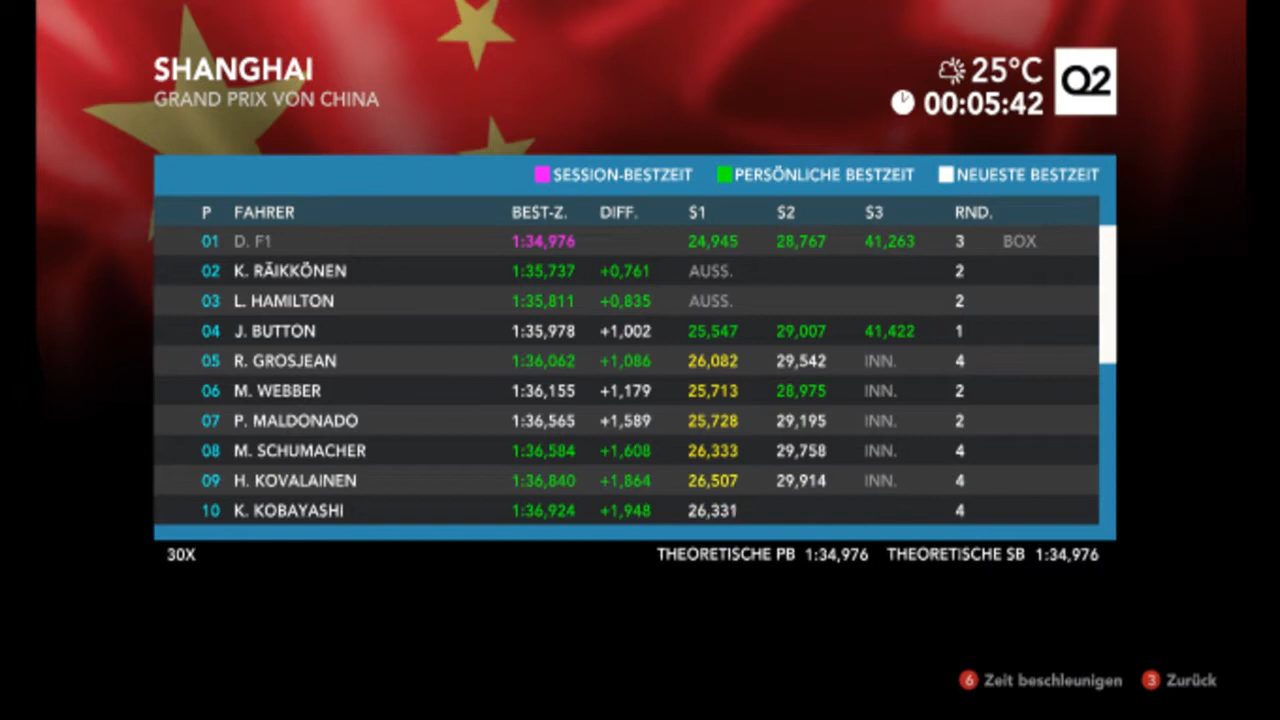 SHANGHAI
GRAND PRIX VON CHINA
25°C
00:05:42
Q2
SESSION-BESTZEIT PERSÖNLICHE BESTZEIT NEUESTE BESTZEIT
P FAHRER BEST-Z. DIFF. S1 S2 S3 RND.
01 D. F1 1:34,976 24,945 28,767 41,263 3 BOX
02 K. RÄIKKÖNEN 1:35,737 +0,761 AUSS. 2
03 L. HAMILTON 1:35,811 +0,835 AUSS. 2
04 J. BUTTON 1:35,978 +1,002 25,547 29,007 41,422 1
05 R. GROSJEAN 1:36,062 +1,086 26,082 29,542 INN. 4
06 M. WEBBER 1:36,155 +1,179 25,713 28,975 INN. 2
07 P. MALDONADO 1:36,565 +1,589 25,728 29,195 INN. 2
08 M. SCHUMACHER 1:36,584 +1,608 26,333 29,758 INN. 4
09 H. KOVALAINEN 1:36,840 +1,864 26,507 29,914 INN. 4
10 K. KOBAYASHI 1:36,924 +1,948 26,331 4
30X THEORETISCHE PB 1:34,976 THEORETISCHE SB 1:34,976
6 Zeit beschleunigen 3 Zurück